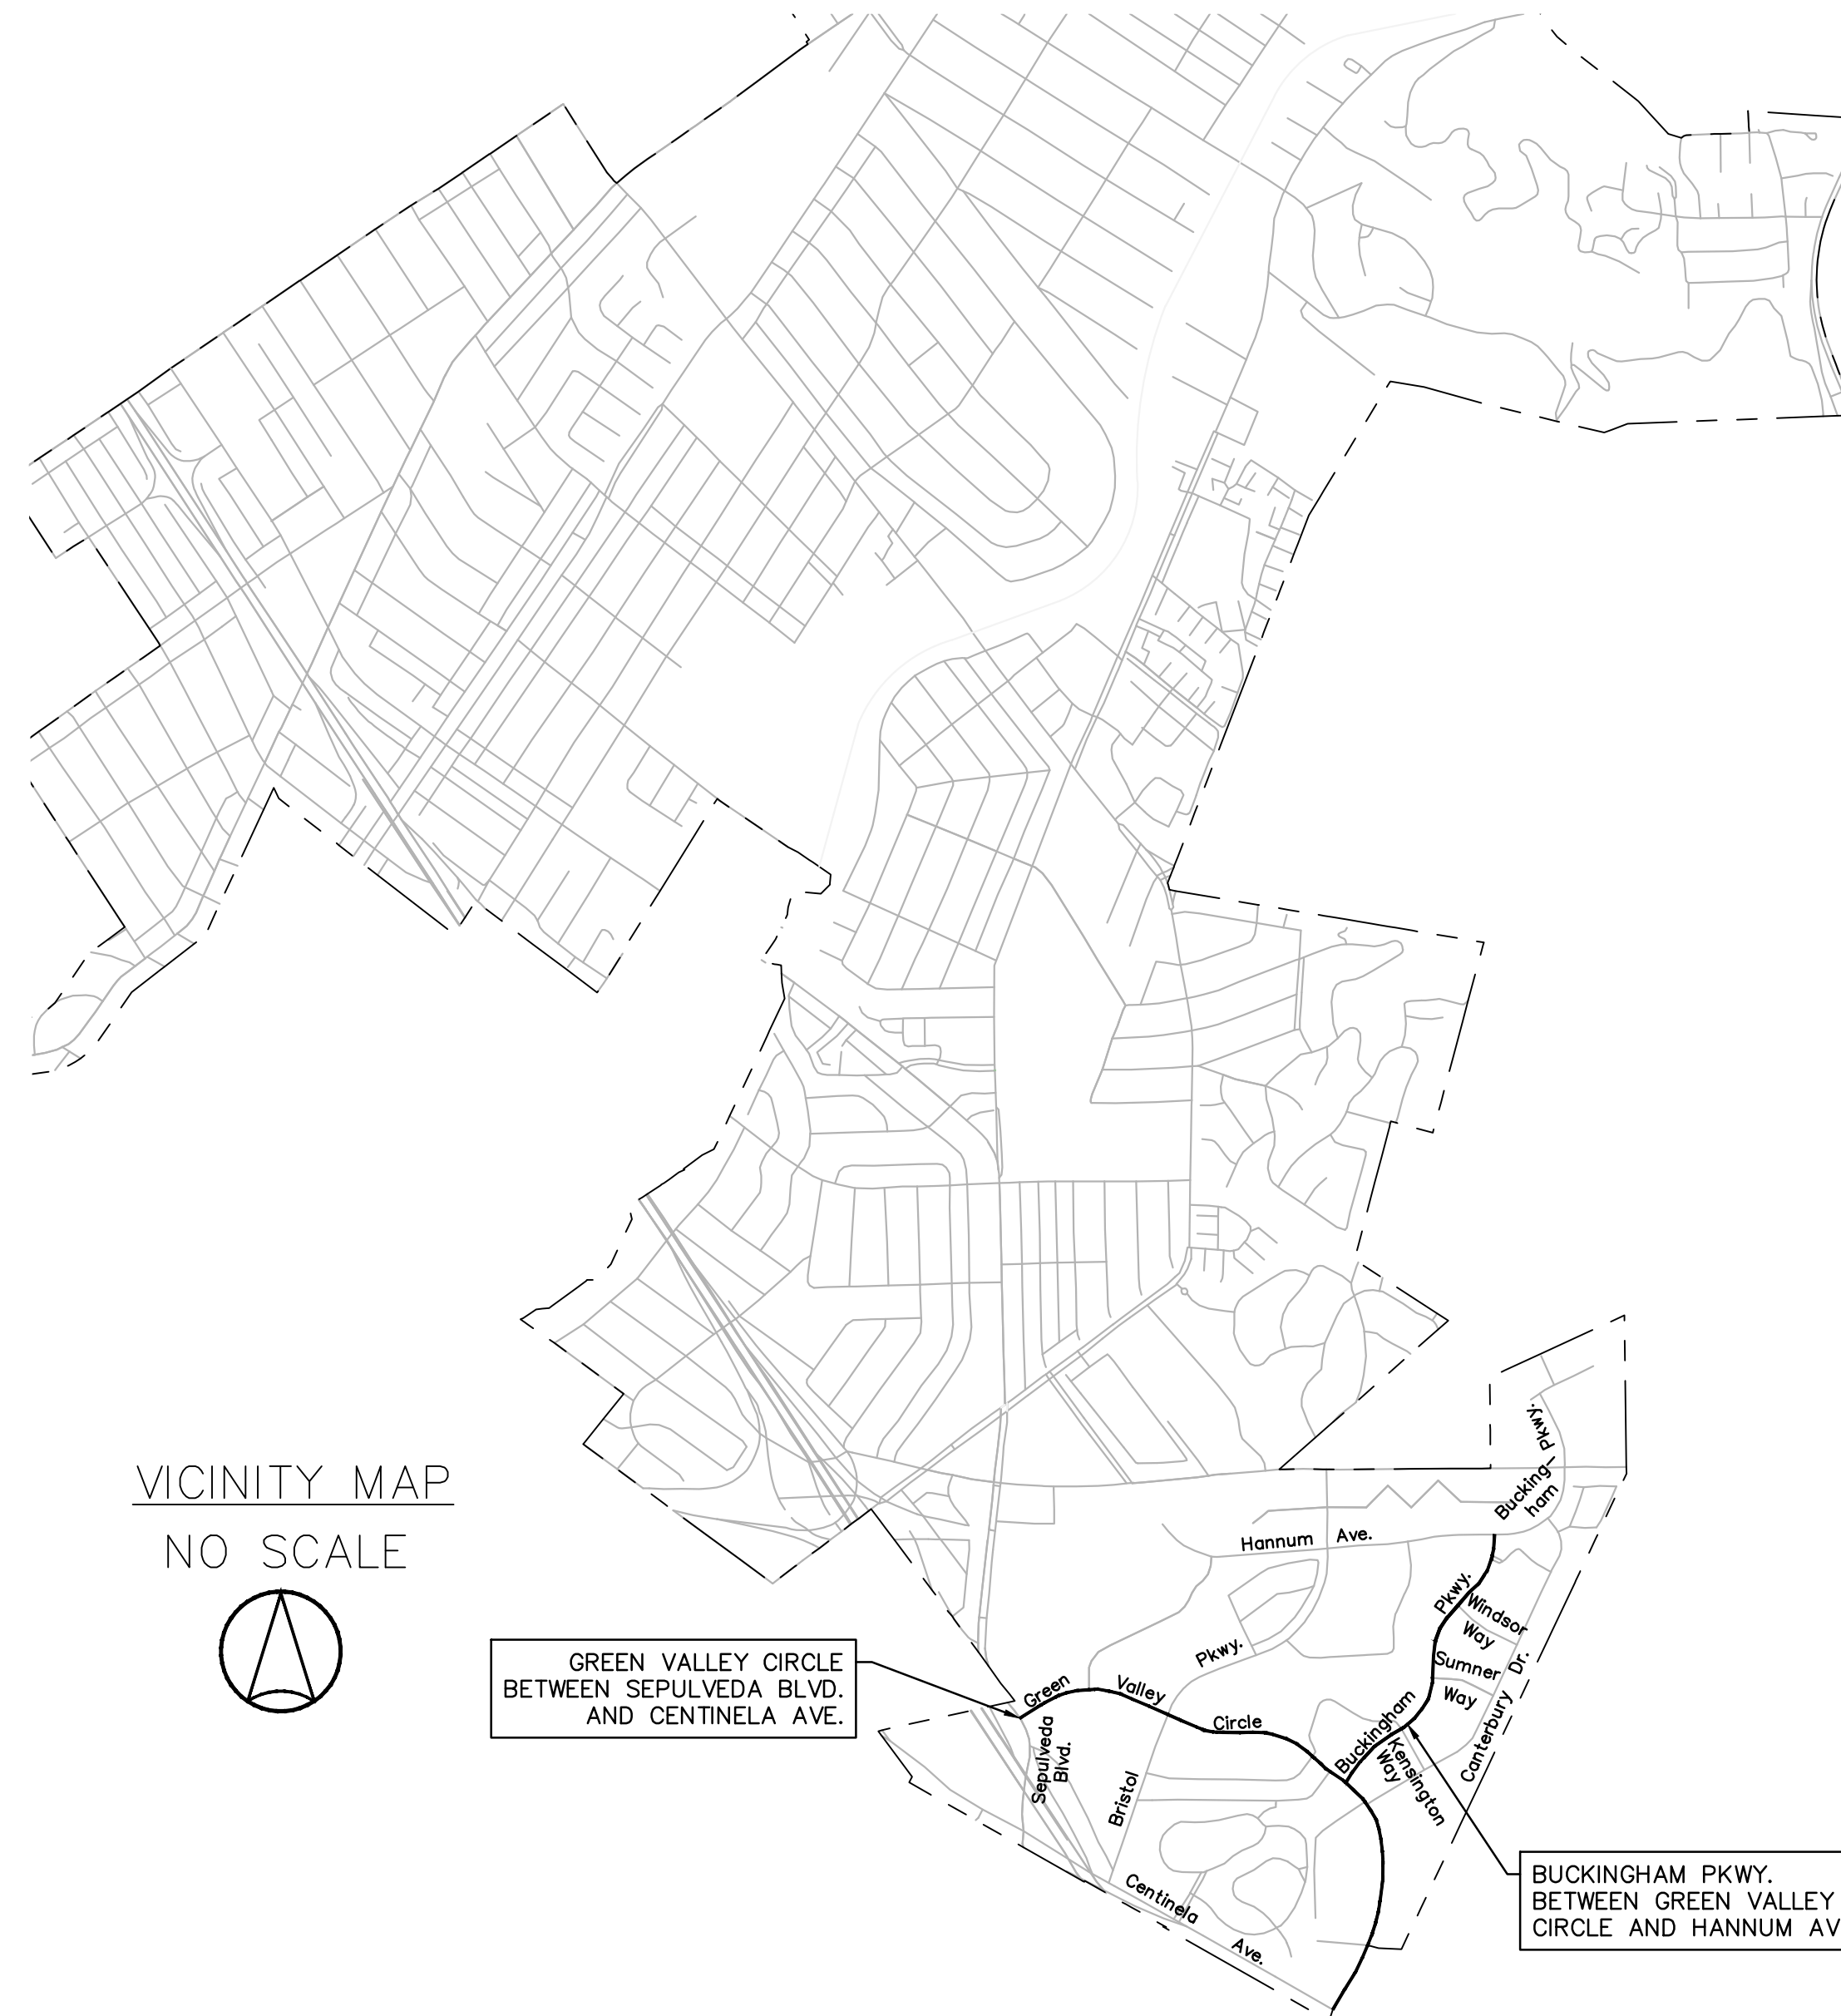 Pkwy.
Bucking-
ham
VICINITY MAP
NO SCALE
Hannum Ave.
Pkwy.
Windsor
Way
Sumner
Way
Dr.
Canterbury
Pkwy.
GREEN VALLEY CIRCLE
BETWEEN SEPULVEDA BLVD.
AND CENTINELA AVE.
Green Valley Circle
Buckingham
Kensington
Way
Sepulveda
Blvd.
Bristol
Centinela Ave.
BUCKINGHAM PKWY.
BETWEEN GREEN VALLEY
CIRCLE AND HANNUM AV